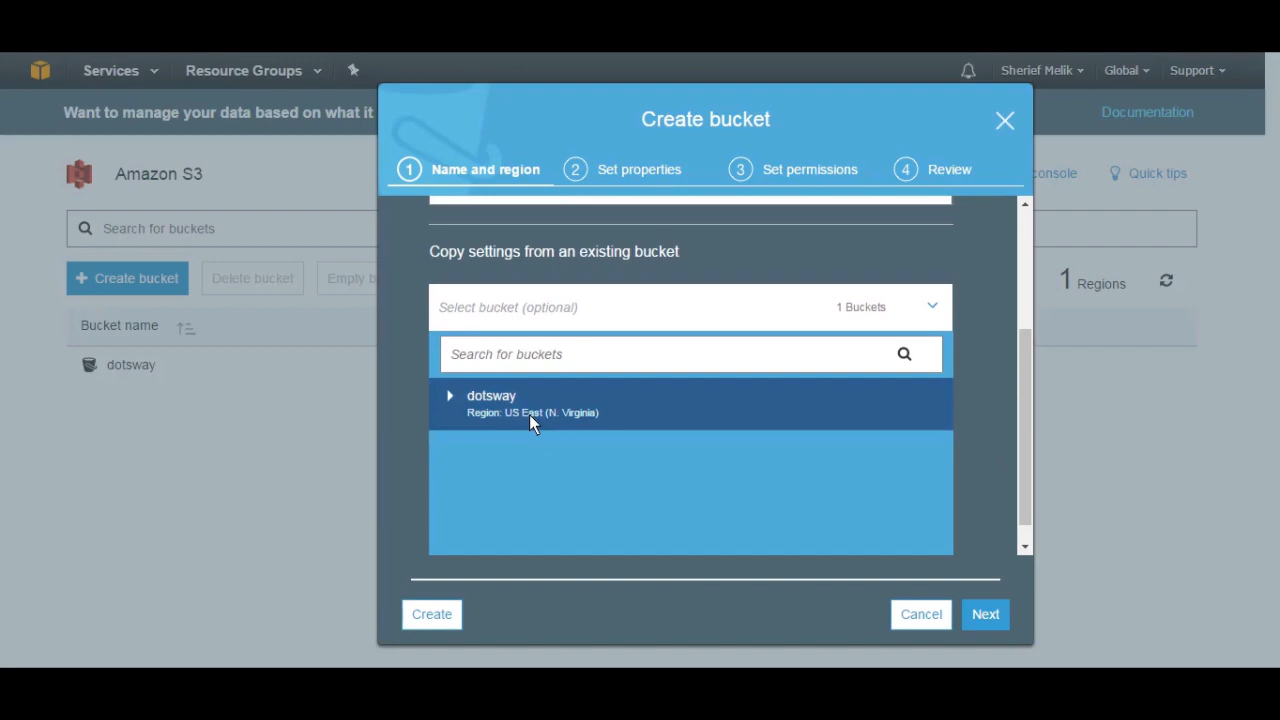 Services
Resource Groups
Sherief Melik
Global
Support
Want to manage your data based on what it
Documentation
Create bucket
1 Name and region
2 Set properties
3 Set permissions
4 Review
Amazon S3
console
Quick tips
Search for buckets
Create bucket
Delete bucket
Empty b
1 Regions
Bucket name
dotsway
Copy settings from an existing bucket
Select bucket (optional)
1 Buckets
Search for buckets
dotsway
Region: US East (N. Virginia)
Create
Cancel
Next